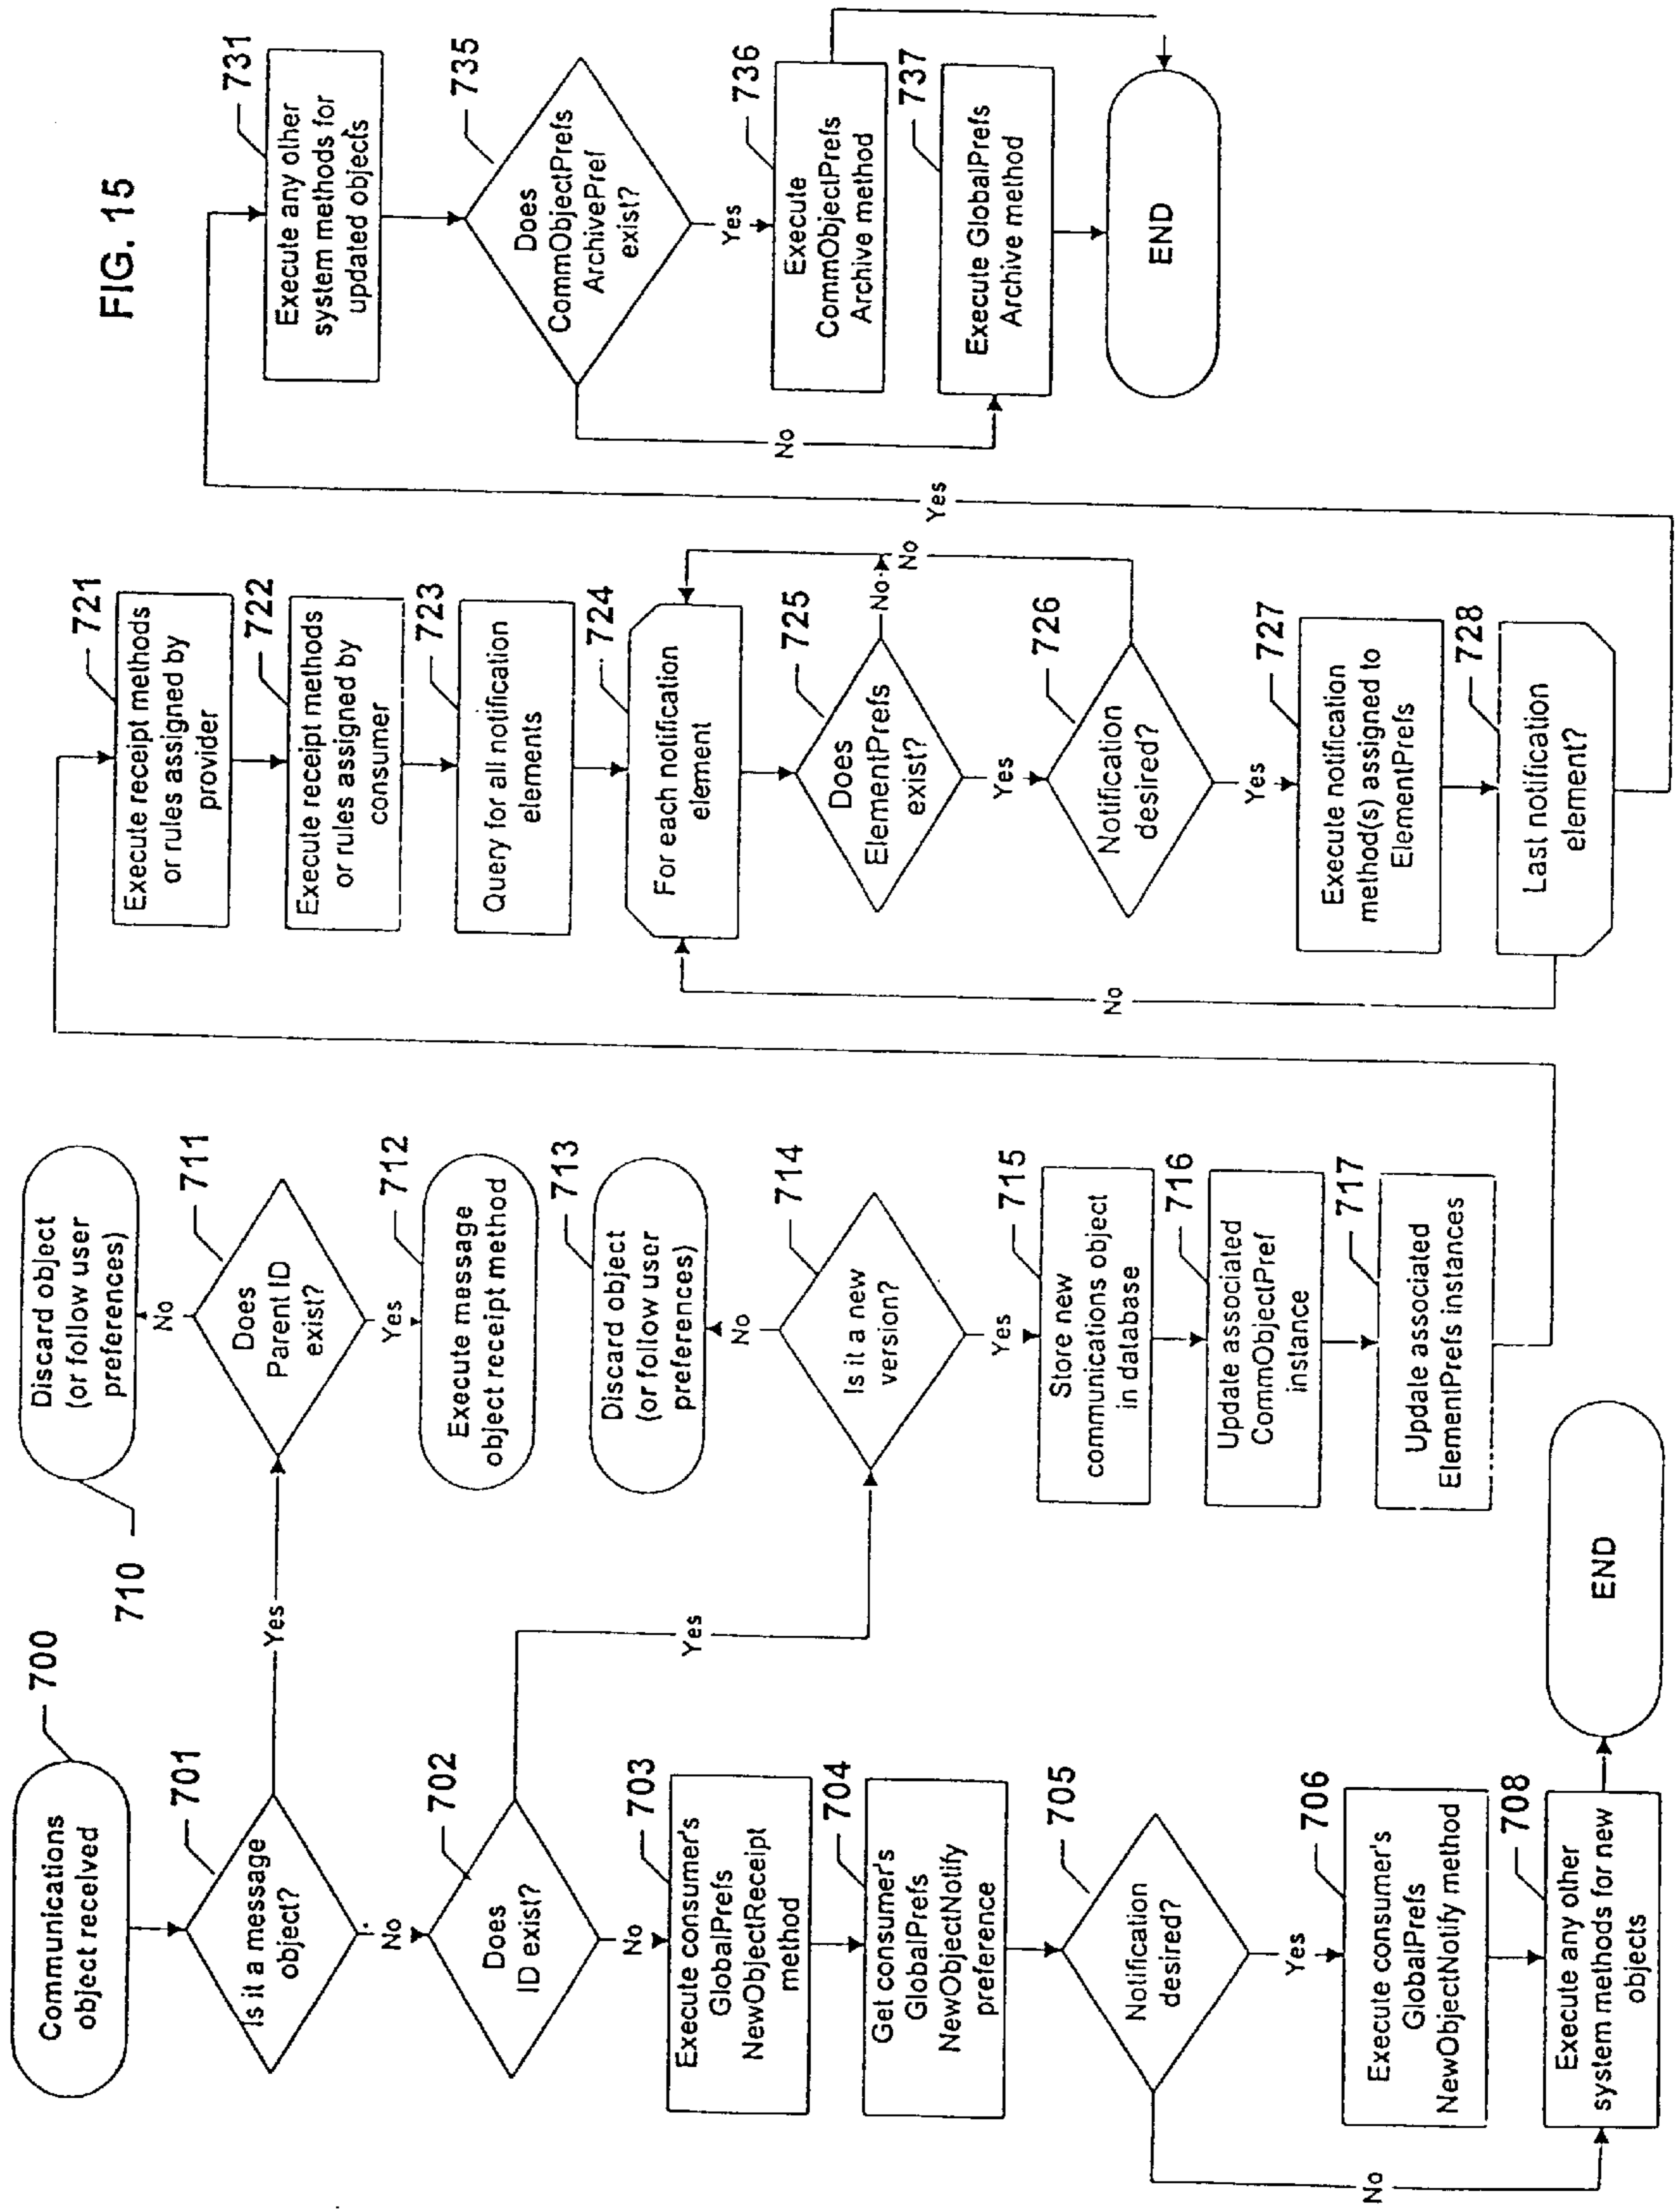 FIG. 15
700
Communications
object received
701
Is it a message
object?
Yes
No
702
Does
ID exist?
Yes
No
703
Execute consumer's
GlobalPrefs
NewObjectReceipt
method
704
Get consumer's
GlobalPrefs
NewObjectNotify
preference
705
Notification
desired?
No
Yes
706
Execute consumer's
GlobalPrefs
NewObjectNotify method
708
Execute any other
system methods for new
objects
END
710
Discard object
(or follow user
preferences)
No
711
Does
Parent ID
exist?
Yes
712
Execute message
object receipt method
713
Discard object
(or follow user
preferences)
No
714
Is it a new
version?
Yes
715
Store new
communications object
in database
716
Update associated
CommObjectPref
instance
717
Update associated
ElementPrefs instances
721
Execute receipt methods
or rules assigned by
provider
722
Execute receipt methods
or rules assigned by
consumer
723
Query for all notification
elements
724
For each notification
element
725
Does
ElementPrefs
exist?
No
No
Yes
726
Notification
desired?
Yes
727
Execute notification
method(s) assigned to
ElementPrefs
728
Last notification
element?
No
Yes
731
Execute any other
system methods for
updated objects
735
Does
CommObjectPrefs
ArchivePref
exist?
No
Yes
736
Execute
CommObjectPrefs
Archive method
737
Execute GlobalPrefs
Archive method
END